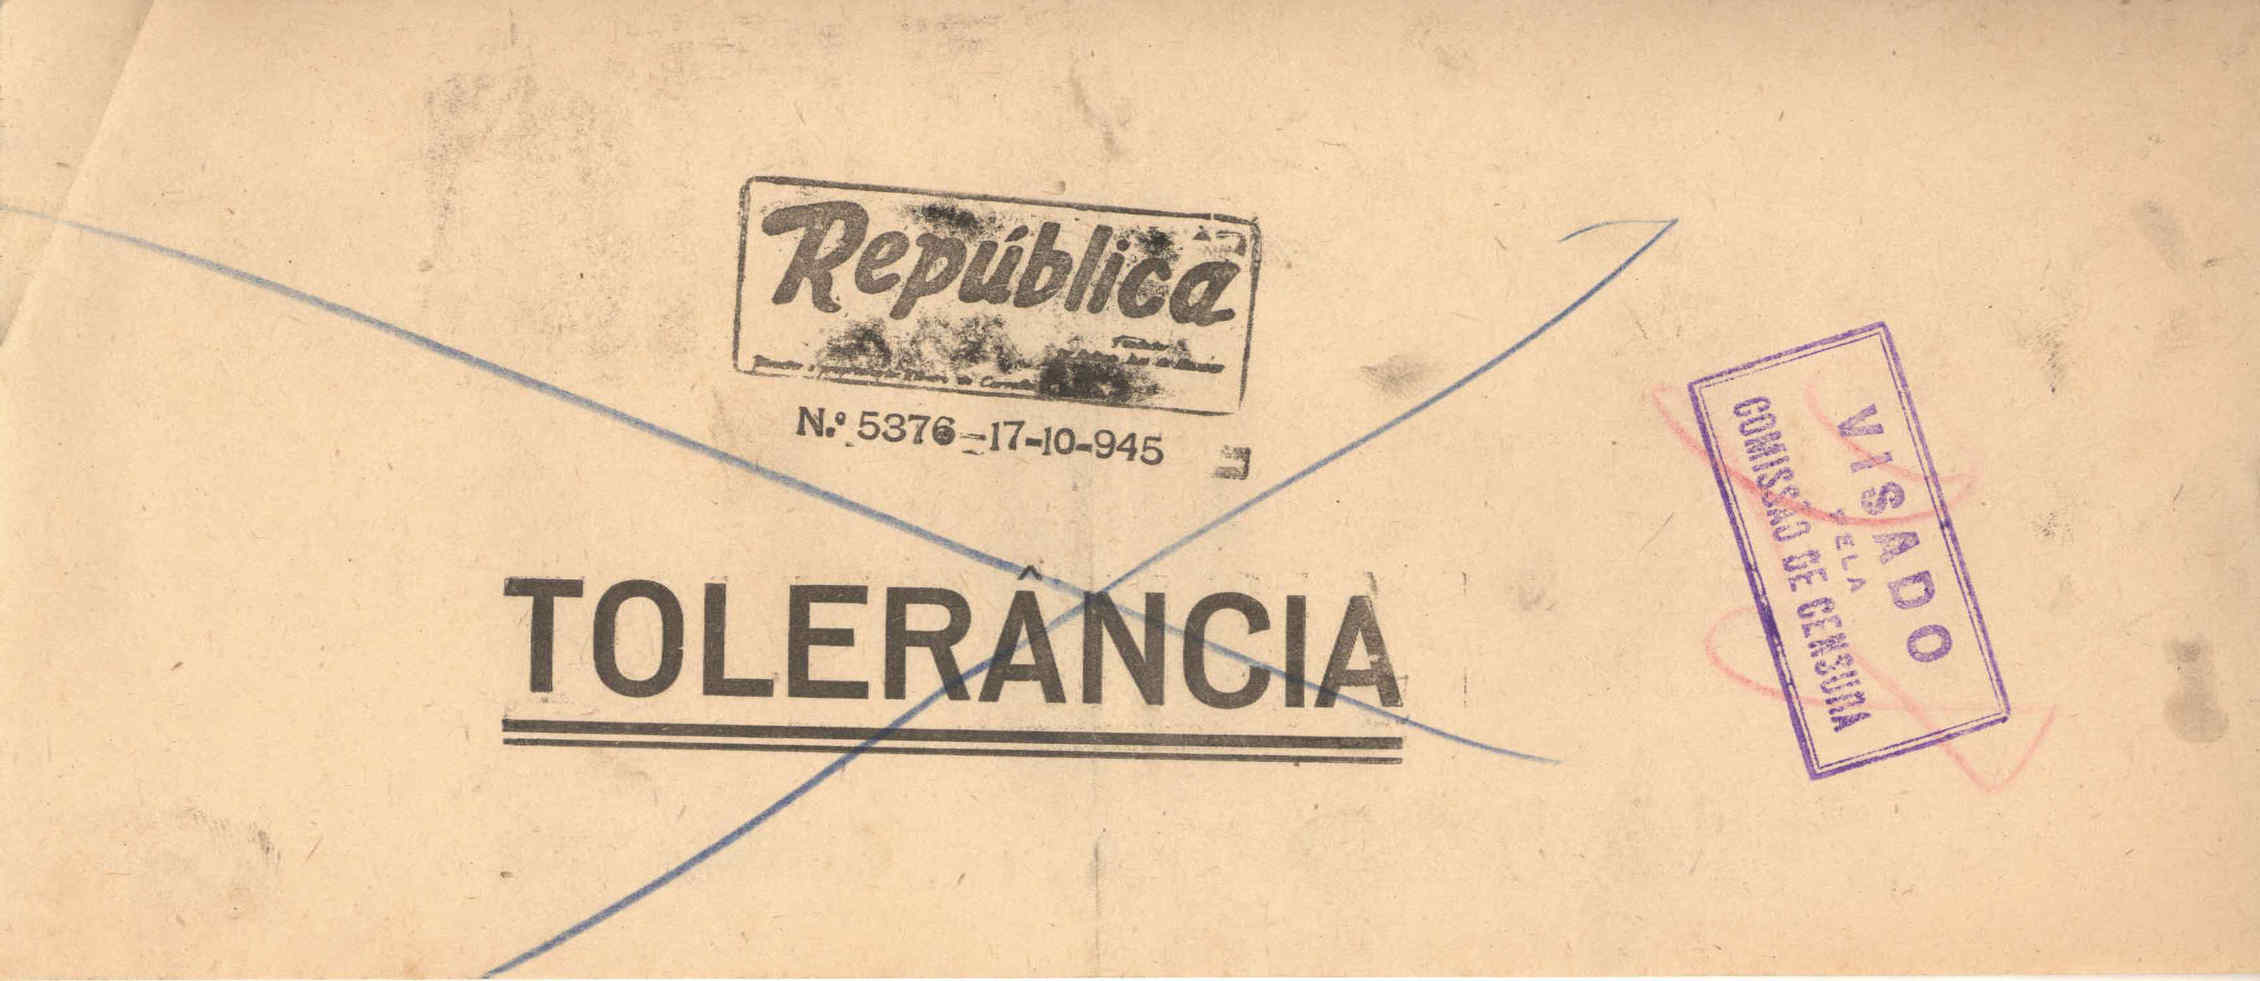 República
N.º 5376-17-10-945
TOLERÂNCIA
VISADO
PELA
COMISSÃO DE CENSURA